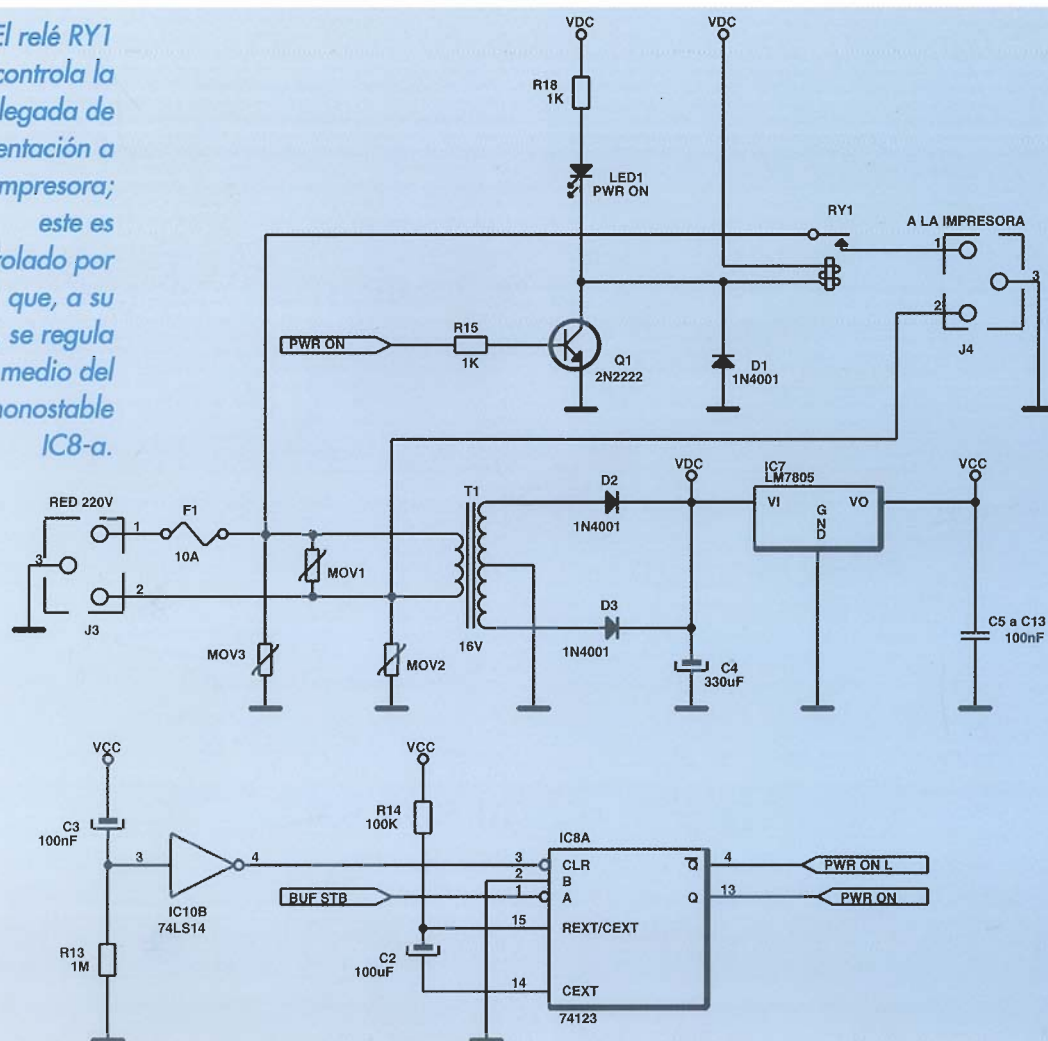 El relé RY1
controla la
legada de
entación a
mpresora;
este es
rolado por
que, a su
se regula
medio del
nonostable
IC8-a.
VDC
VDC
R18
1K
LED1
PWR ON
RY1
A LA IMPRESORA
1
3
2
J4
PWR ON
R15
1K
Q1
2N2222
D1
1N4001
RED 220V
1
3
2
J3
F1
10A
MOV1
MOV3
MOV2
T1
16V
D2
1N4001
D3
1N4001
VDC
C4
330uF
IC7
LM7805
VI
GND
VO
VCC
C5 a C13
100nF
VCC
C3
100nF
R13
1M
3
4
IC10B
74LS14
BUF STB
VCC
R14
100K
C2
100uF
IC8A
3
CLR
2
B
1
A
15
REXT/CEXT
14
CEXT
Q
4
Q
13
74123
PWR ON L
PWR ON